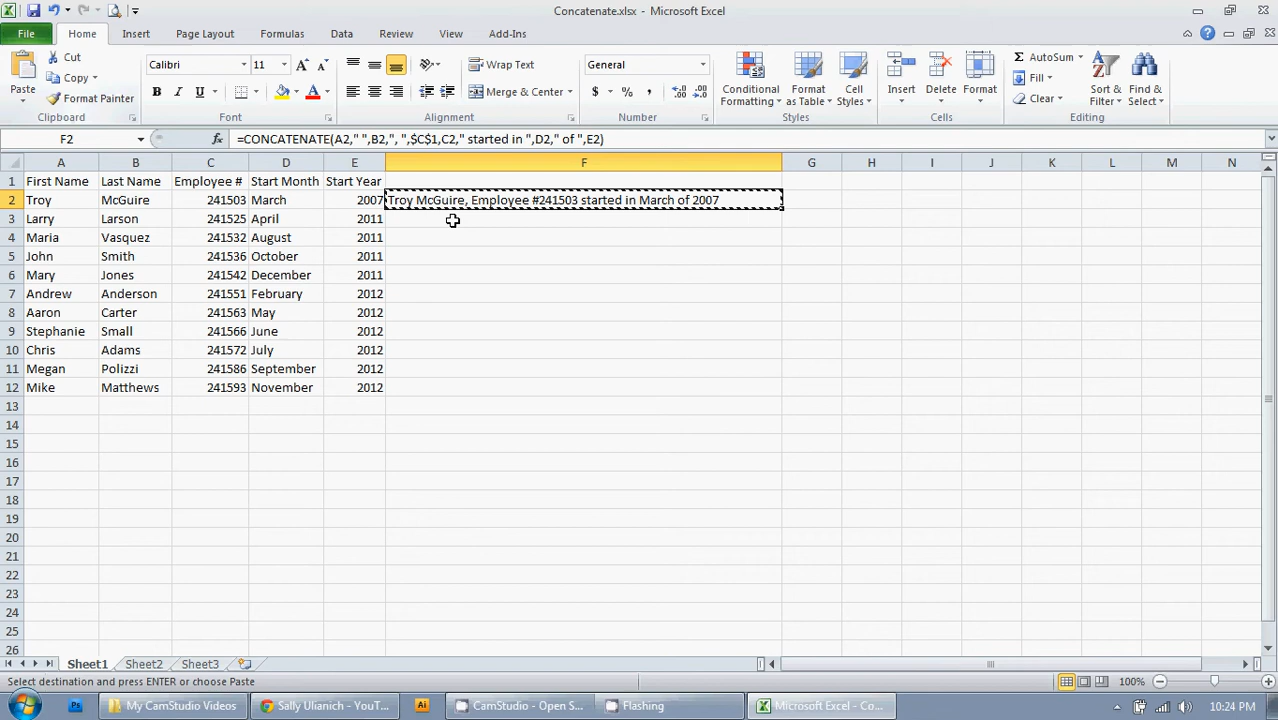 Concatenate.xlsx - Microsoft Excel
File Home Insert Page Layout Formulas Data Review View Add-Ins
Cut
Copy
Format Painter
Paste
Clipboard
Calibri 11
B I U
Font
Wrap Text
Merge & Center
Alignment
General
$ % ,
Number
Conditional Formatting
Format as Table
Cell Styles
Styles
Insert Delete Format
Cells
AutoSum
Fill
Clear
Sort & Filter
Find & Select
Editing
F2 fx =CONCATENATE(A2," ",B2,", ",$C$1,C2," started in ",D2," of ",E2)
A B C D E F G H I J K L M N
1 First Name Last Name Employee # Start Month Start Year
2 Troy McGuire 241503 March 2007 Troy McGuire, Employee #241503 started in March of 2007
3 Larry Larson 241525 April 2011
4 Maria Vasquez 241532 August 2011
5 John Smith 241536 October 2011
6 Mary Jones 241542 December 2011
7 Andrew Anderson 241551 February 2012
8 Aaron Carter 241563 May 2012
9 Stephanie Small 241566 June 2012
10 Chris Adams 241572 July 2012
11 Megan Polizzi 241586 September 2012
12 Mike Matthews 241593 November 2012
13
14
15
16
17
18
19
20
21
22
23
24
25
26
Sheet1 Sheet2 Sheet3
Select destination and press ENTER or choose Paste 100%
Ps My CamStudio Videos Sally Ulianich - YouT... Ai CamStudio - Open S... Flashing Microsoft Excel - Co... 10:24 PM